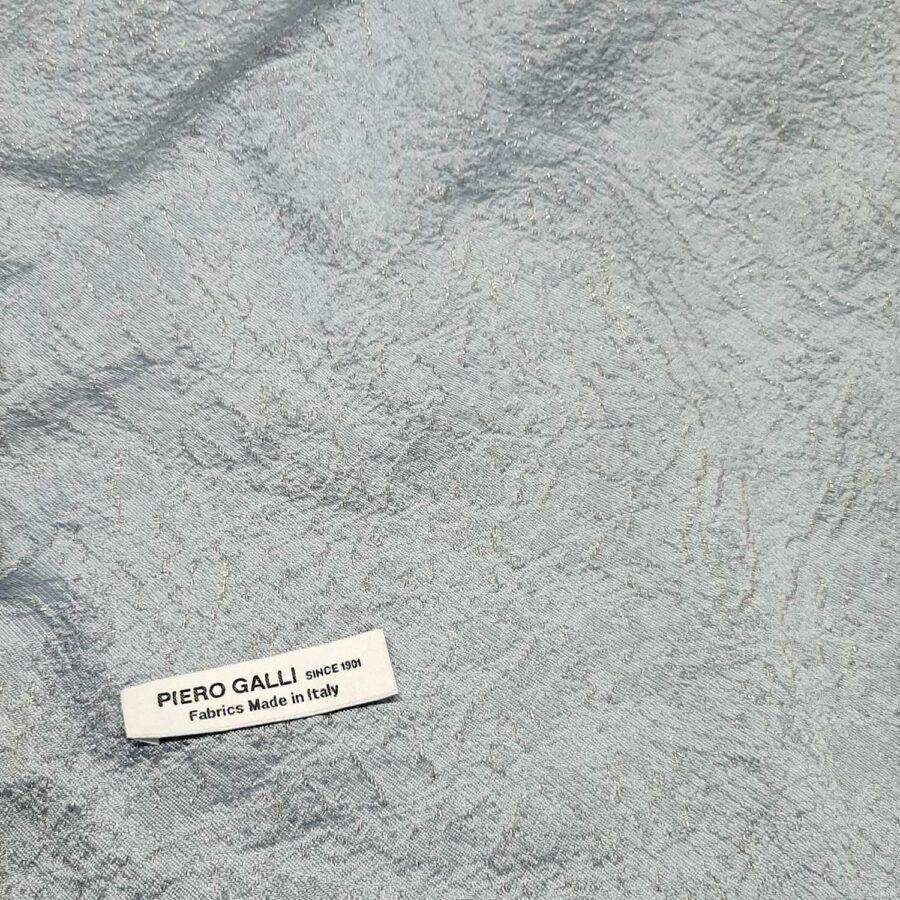 PIERO GALLI SINCE 1901
Fabrics Made in Italy